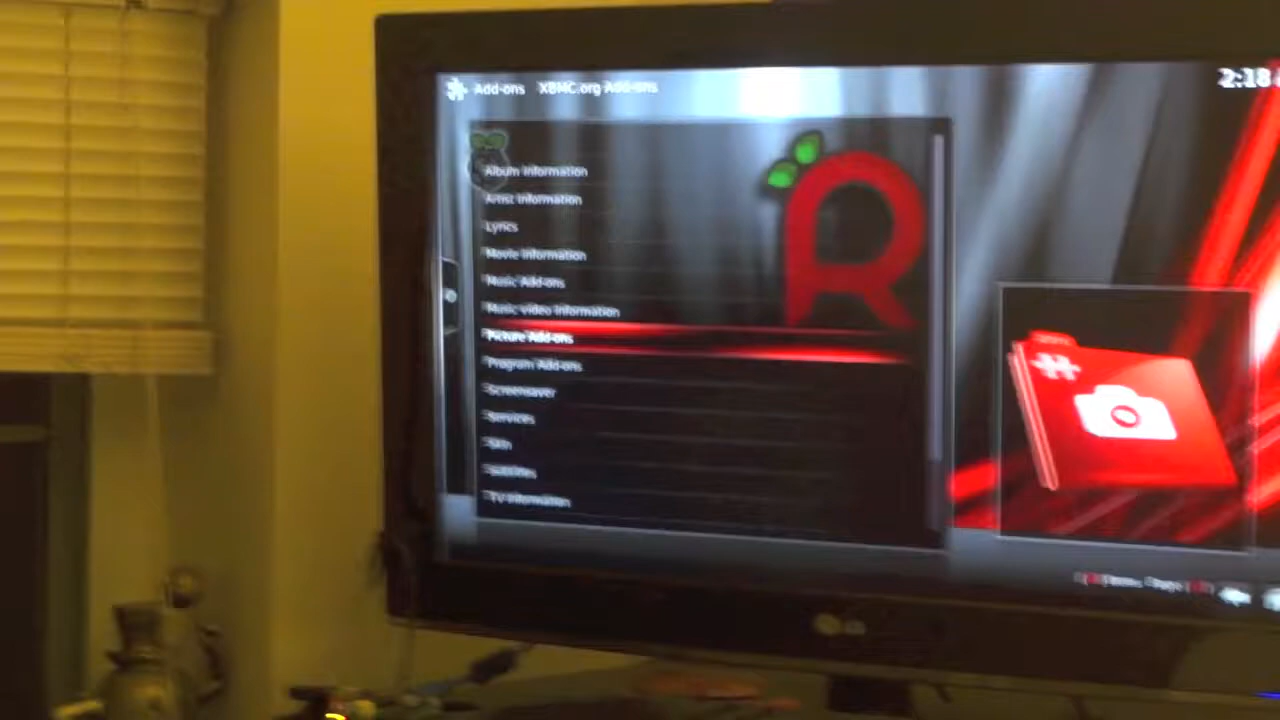 Add-ons XBMC.org Add-ons
2:18
Album Information
Artist Information
Lyrics
Movie Information
Music Add-ons
Music video Information
Picture Add-ons
Program Add-ons
Screensaver
Services
Skin
Subtitles
TV Information
LG